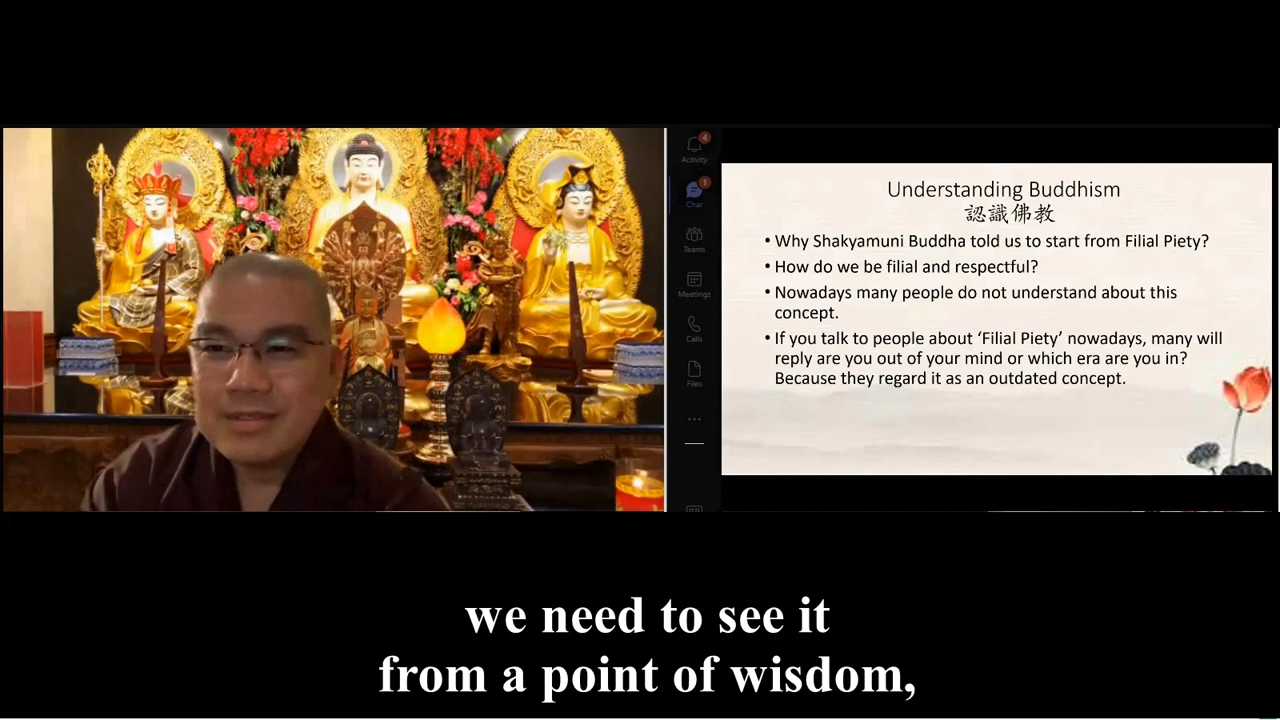 4
Activity
1
Chat
Teams
Meetings
Calls
Files
...
Understanding Buddhism
認識佛教
• Why Shakyamuni Buddha told us to start from Filial Piety?
• How do we be filial and respectful?
• Nowadays many people do not understand about this
concept.
• If you talk to people about ‘Filial Piety’ nowadays, many will
reply are you out of your mind or which era are you in?
Because they regard it as an outdated concept.
we need to see it
from a point of wisdom,